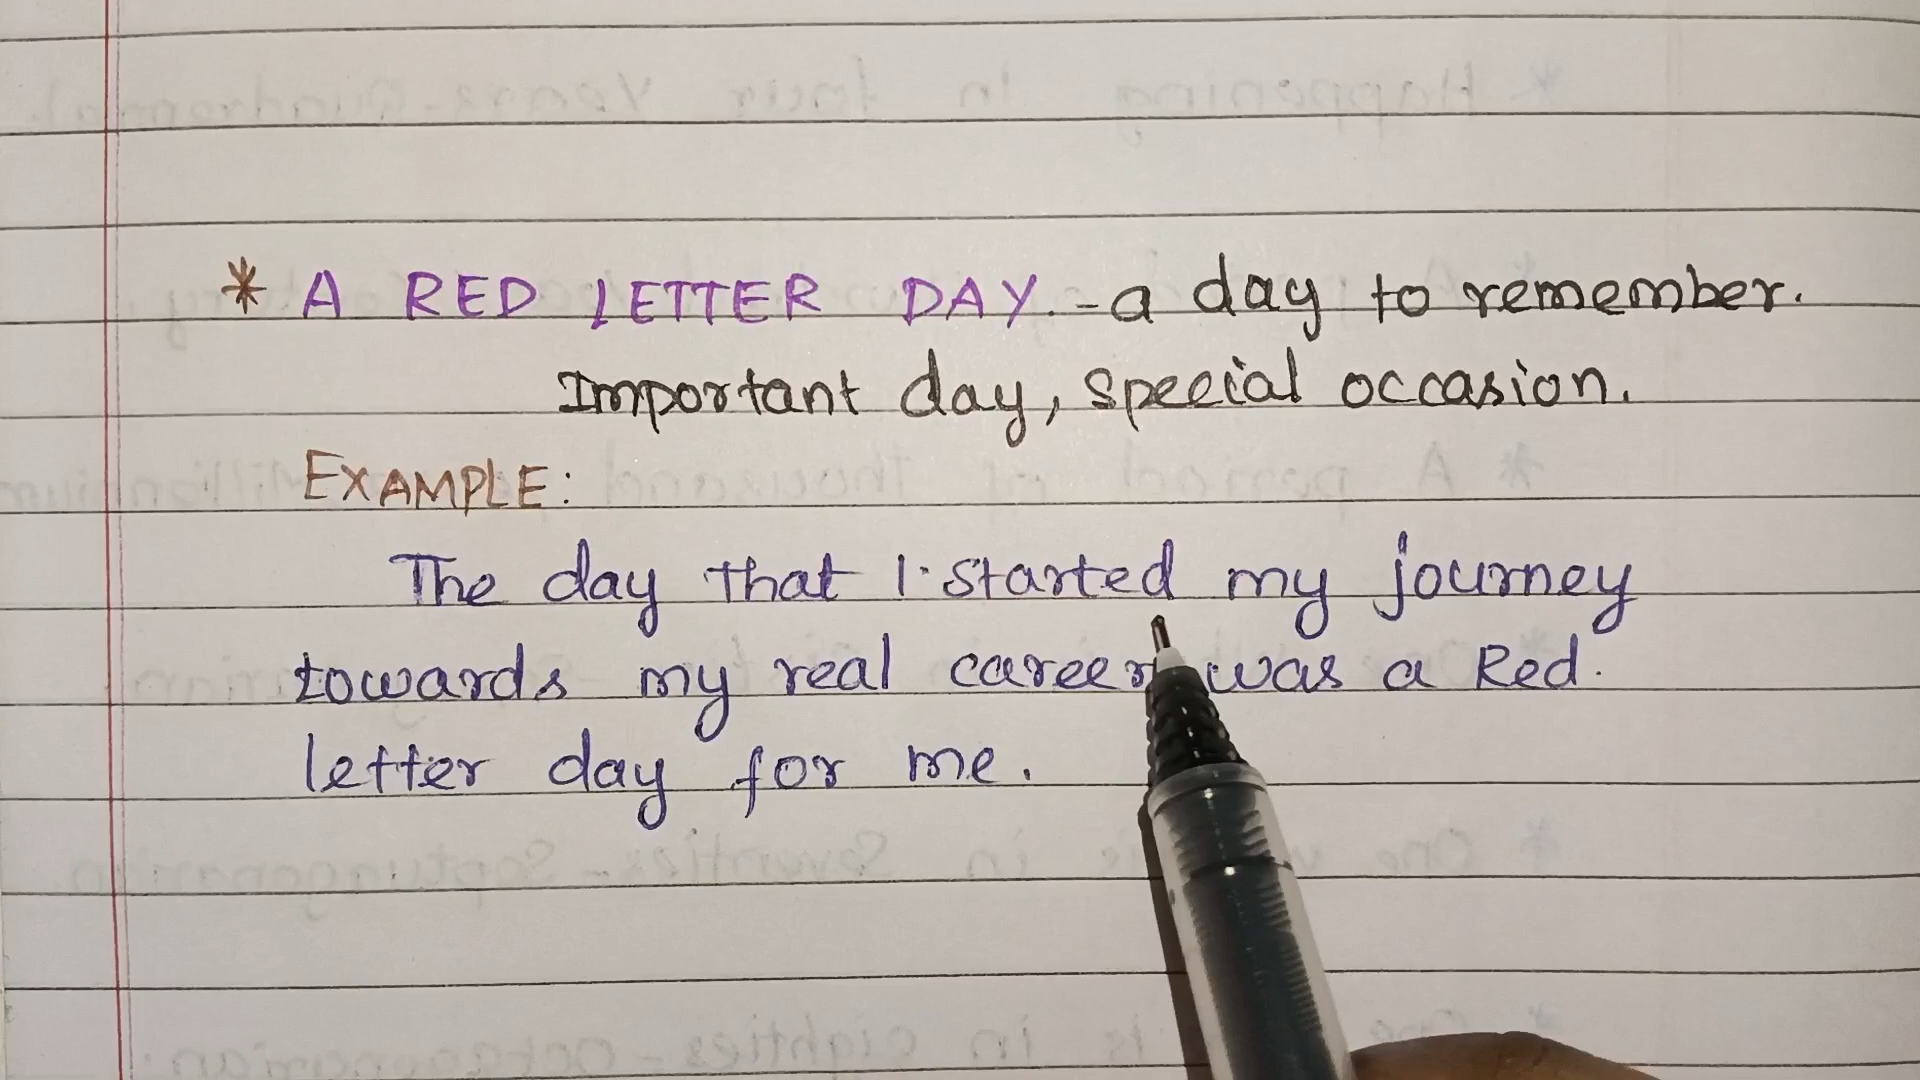 * A RED LETTER DAY.-a day to remember.
Important day, special occasion.
EXAMPLE:
The day that I started my journey
towards my real career was a Red
letter day for me.